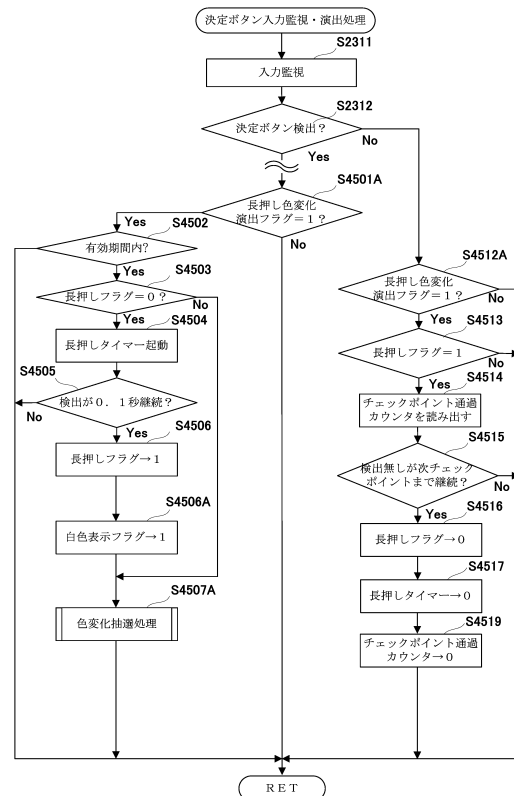 決定ボタン入力監視・演出処理
S2311
入力監視
S2312
決定ボタン検出？
No
Yes
S4501A
長押し色変化
演出フラグ＝１？
Yes
No
S4502
有効期間内？
Yes
S4503
長押しフラグ＝０？
No
Yes
S4504
長押しタイマー起動
S4505
検出が０．１秒継続？
No
Yes
S4506
長押しフラグ→１
S4506A
白色表示フラグ→１
S4507A
色変化抽選処理
S4512A
長押し色変化
演出フラグ＝１？
No
Yes
S4513
長押しフラグ＝１
No
Yes
S4514
チェックポイント通過
カウンタを読み出す
S4515
検出無しが次チェック
ポイントまで継続？
No
Yes
S4516
長押しフラグ→０
S4517
長押しタイマー→０
S4519
チェックポイント通過
カウンタ→０
ＲＥＴ